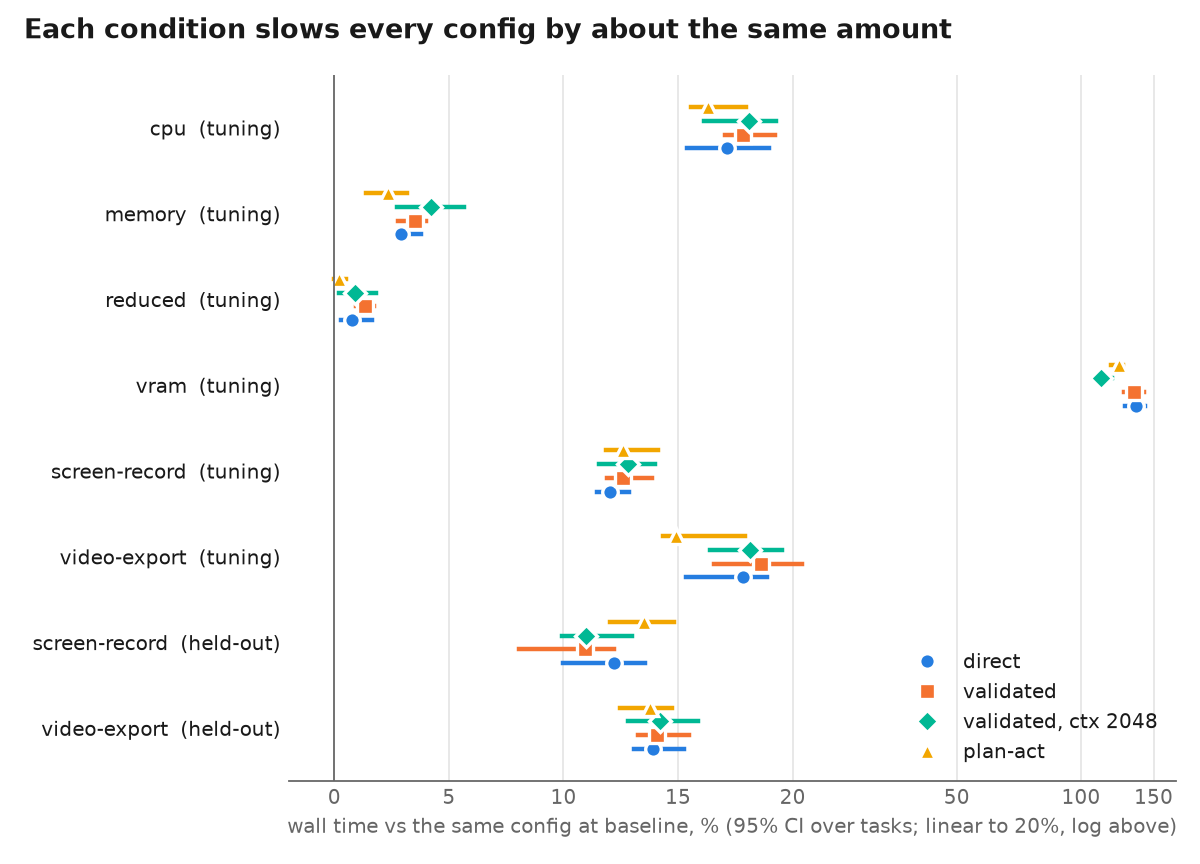 Each condition slows every config by about the same amount
cpu (tuning)
memory (tuning)
reduced (tuning)
vram (tuning)
screen-record (tuning)
video-export (tuning)
screen-record (held-out)
video-export (held-out)
direct
validated
validated, ctx 2048
plan-act
0 5 10 15 20 50 100 150
wall time vs the same config at baseline, % (95% CI over tasks; linear to 20%, log above)